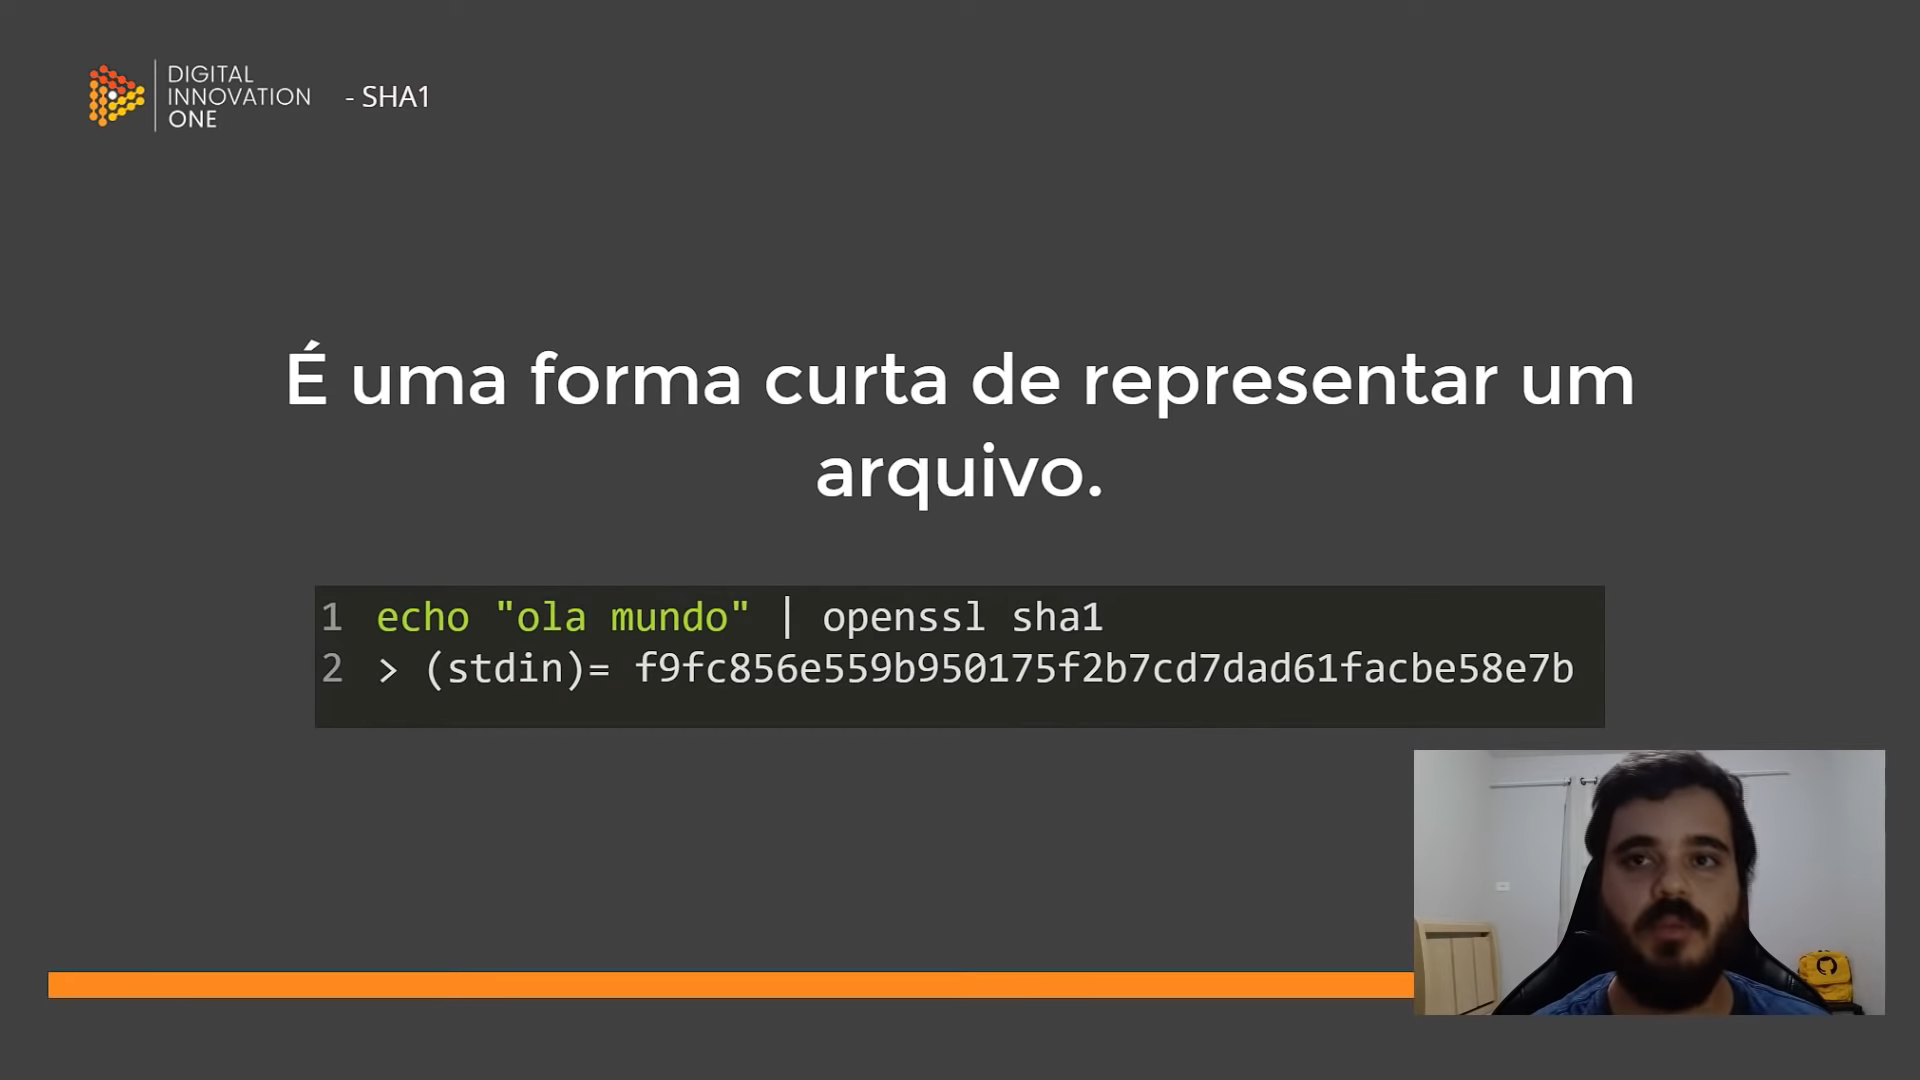 DIGITAL
INNOVATION
ONE
- SHA1
É uma forma curta de representar um
arquivo.
1 echo "ola mundo" | openssl sha1
2 > (stdin)= f9fc856e559b950175f2b7cd7dad61facbe58e7b